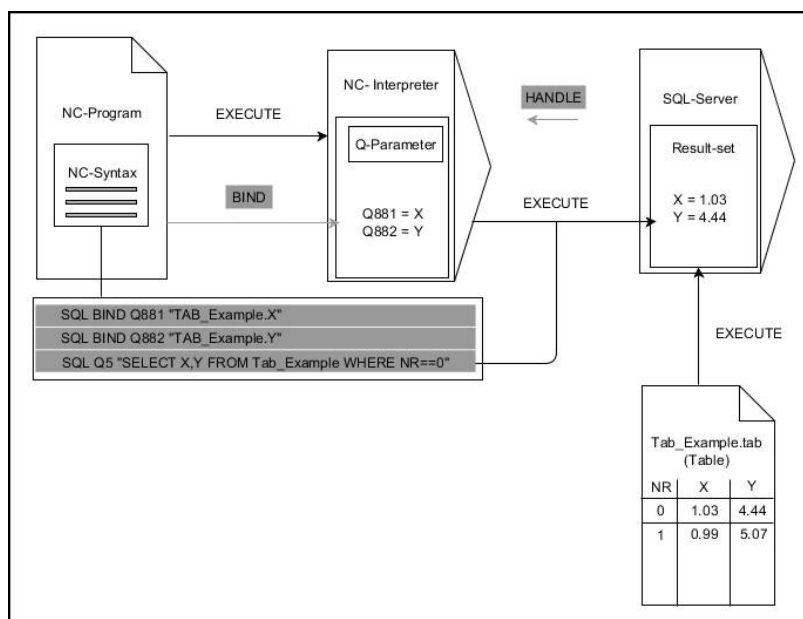 NC-Program
NC-Syntax
EXECUTE
BIND
NC- Interpreter
Q-Parameter
Q881 = X
Q882 = Y
HANDLE
EXECUTE
SQL-Server
Result-set
X = 1.03
Y = 4.44
SQL BIND Q881 "TAB_Example.X"
SQL BIND Q882 "TAB_Example.Y"
SQL Q5 "SELECT X,Y FROM Tab_Example WHERE NR==0"
EXECUTE
Tab_Example.tab
(Table)
NR X Y
0 1.03 4.44
1 0.99 5.07